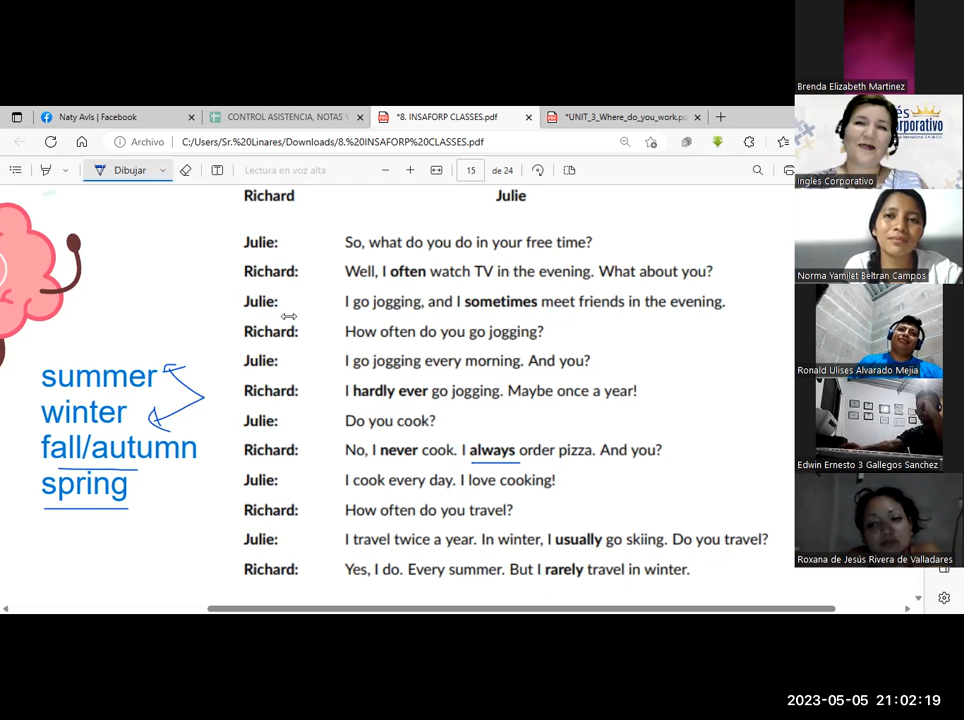 Brenda Elizabeth Martinez
Naty Avls | Facebook
CONTROL ASISTENCIA, NOTAS Y
*8. INSAFORP CLASSES.pdf
*UNIT_3_Where_do_you_work.pc
Archivo
C:/Users/Sr.%20Linares/Downloads/8.%20INSAFORP%20CLASSES.pdf
Dibujar
Lectura en voz alta
15
de 24
és
orporativo
Inglés Corporativo
Richard
Julie
Julie: So, what do you do in your free time?
Richard: Well, I often watch TV in the evening. What about you?
Julie: I go jogging, and I sometimes meet friends in the evening.
Richard: How often do you go jogging?
Julie: I go jogging every morning. And you?
Richard: I hardly ever go jogging. Maybe once a year!
Julie: Do you cook?
Richard: No, I never cook. I always order pizza. And you?
Julie: I cook every day. I love cooking!
Richard: How often do you travel?
Julie: I travel twice a year. In winter, I usually go skiing. Do you travel?
Richard: Yes, I do. Every summer. But I rarely travel in winter.
summer
winter
fall/autumn
spring
Norma Yamilet Beltran Campos
Ronald Ulises Alvarado Mejia
Edwin Ernesto 3 Gallegos Sanchez
Roxana de Jesús Rivera de Valladares
2023-05-05 21:02:19